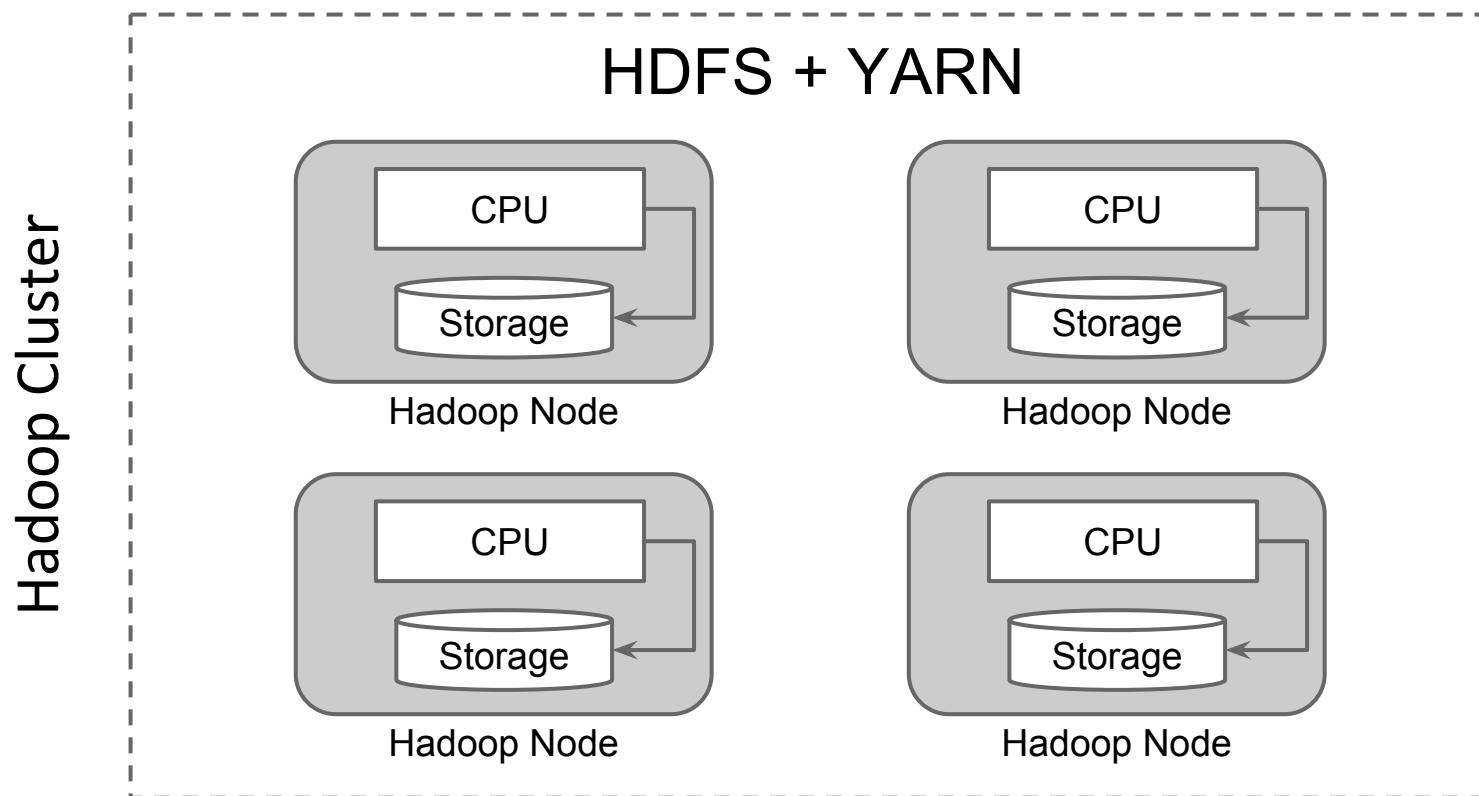 Hadoop Cluster
HDFS + YARN
CPU
Storage
Hadoop Node
CPU
Storage
Hadoop Node
CPU
Storage
Hadoop Node
CPU
Storage
Hadoop Node